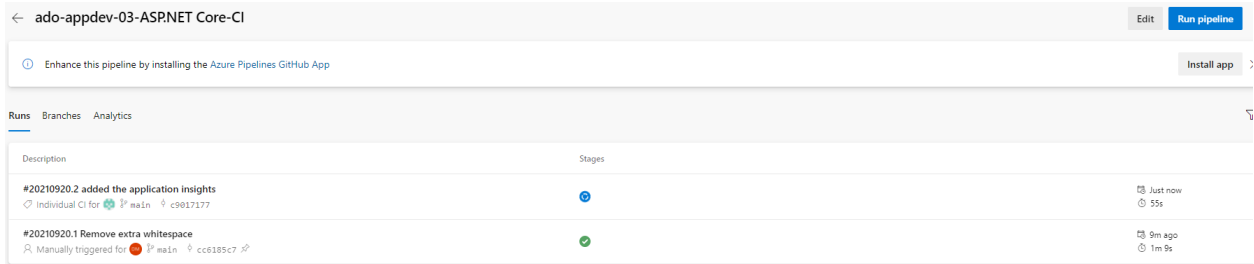 ado-appdev-03-ASP.NET Core-CI
Edit
Run pipeline
Enhance this pipeline by installing the Azure Pipelines GitHub App
Install app
Runs Branches Analytics
Description Stages
#20210920.2 added the application insights
Individual CI for main c9017177
Just now
55s
#20210920.1 Remove extra whitespace
Manually triggered for DM main cc6185c7
9m ago
1m 9s